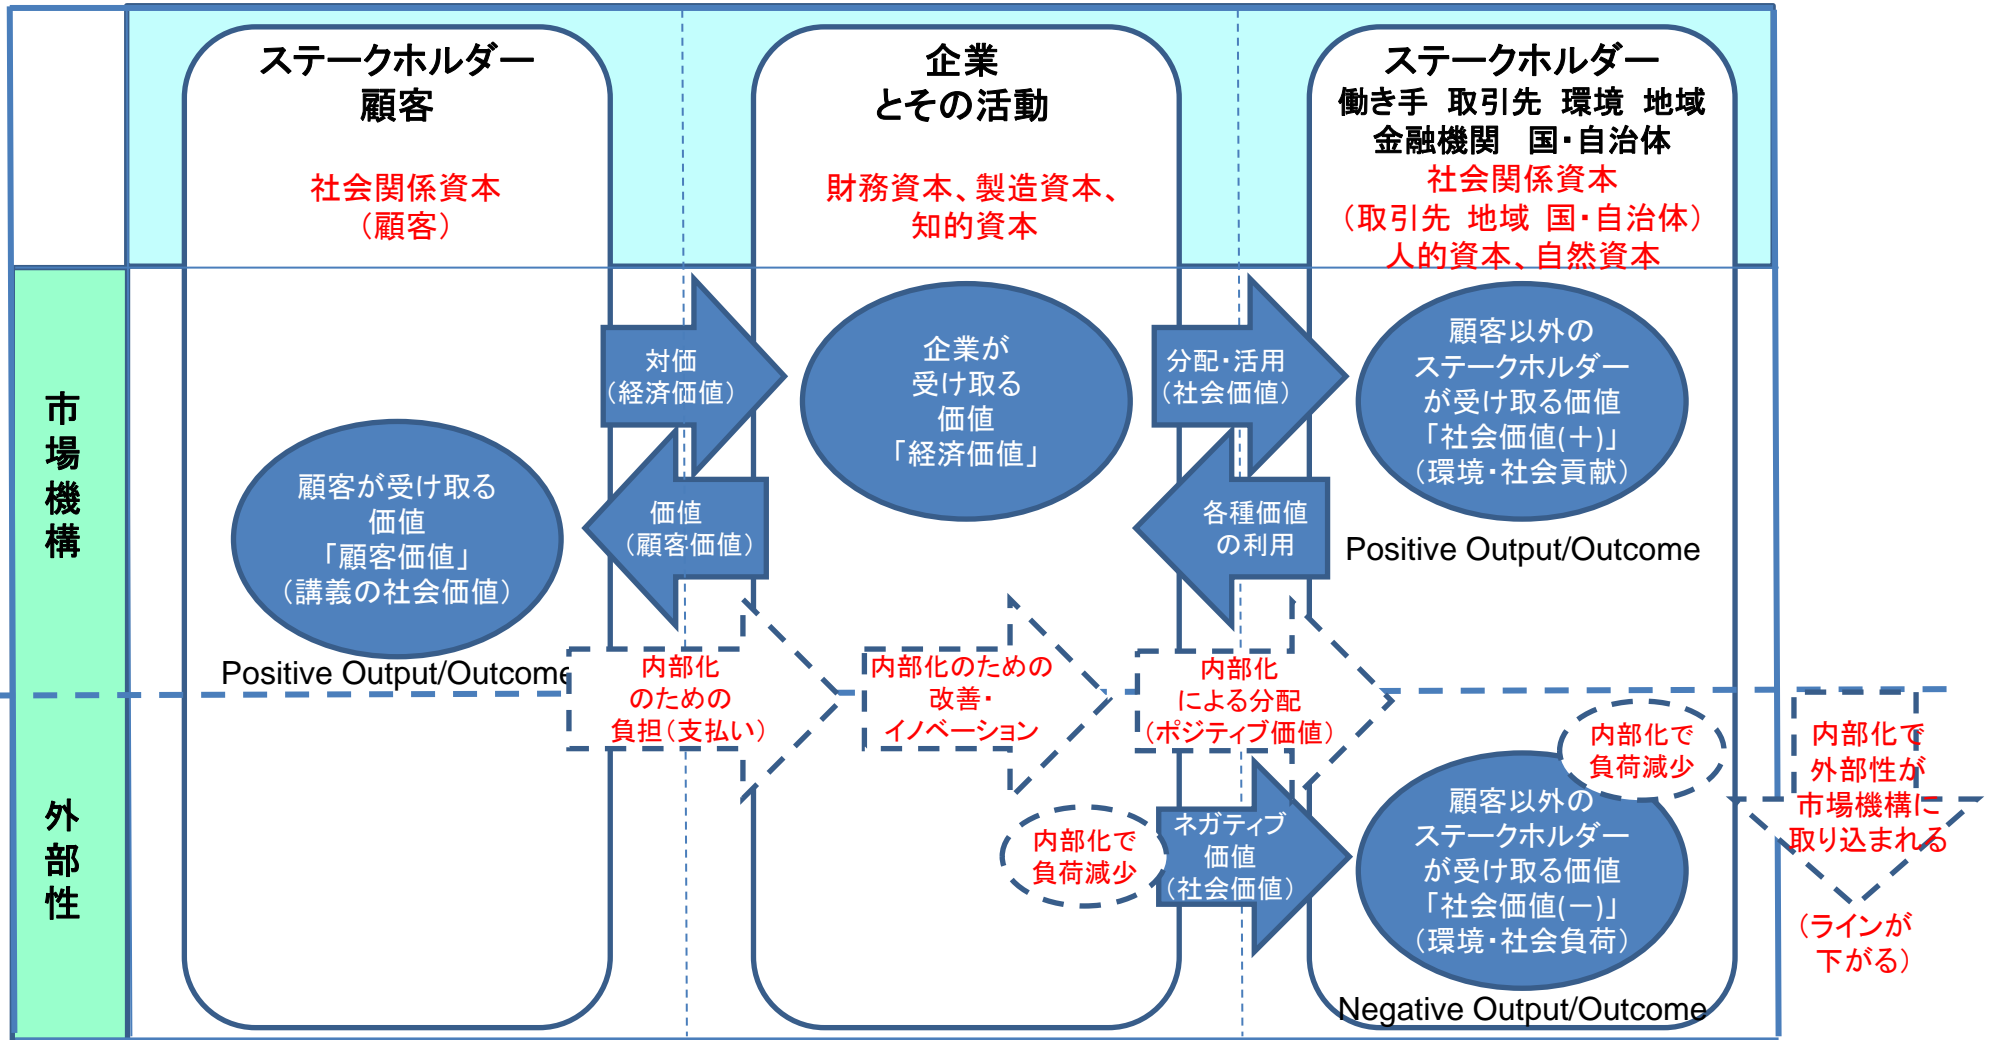 ステークホルダー
顧客
社会関係資本
（顧客）
企業
とその活動
財務資本、製造資本、
知的資本
ステークホルダー
働き手 取引先 環境 地域
金融機関 国・自治体
社会関係資本
（取引先 地域 国・自治体）
人的資本、自然資本
市
場
機
構
外
部
性
対価
（経済価値）
価値
（顧客価値）
顧客が受け取る
価値
「顧客価値」
（講義の社会価値）
Positive Output/Outcome
企業が
受け取る
価値
「経済価値」
分配・活用
（社会価値）
各種価値
の利用
顧客以外の
ステークホルダー
が受け取る価値
「社会価値(＋)」
（環境・社会貢献）
Positive Output/Outcome
内部化
のための
負担（支払い）
内部化のための
改善・
イノベーション
内部化
による分配
（ポジティブ価値）
内部化で
負荷減少
ネガティブ
価値
（社会価値）
内部化で
負荷減少
顧客以外の
ステークホルダー
が受け取る価値
「社会価値(－)」
（環境・社会負荷）
Negative Output/Outcome
内部化で
外部性が
市場機構に
取り込まれる
（ラインが
下がる）